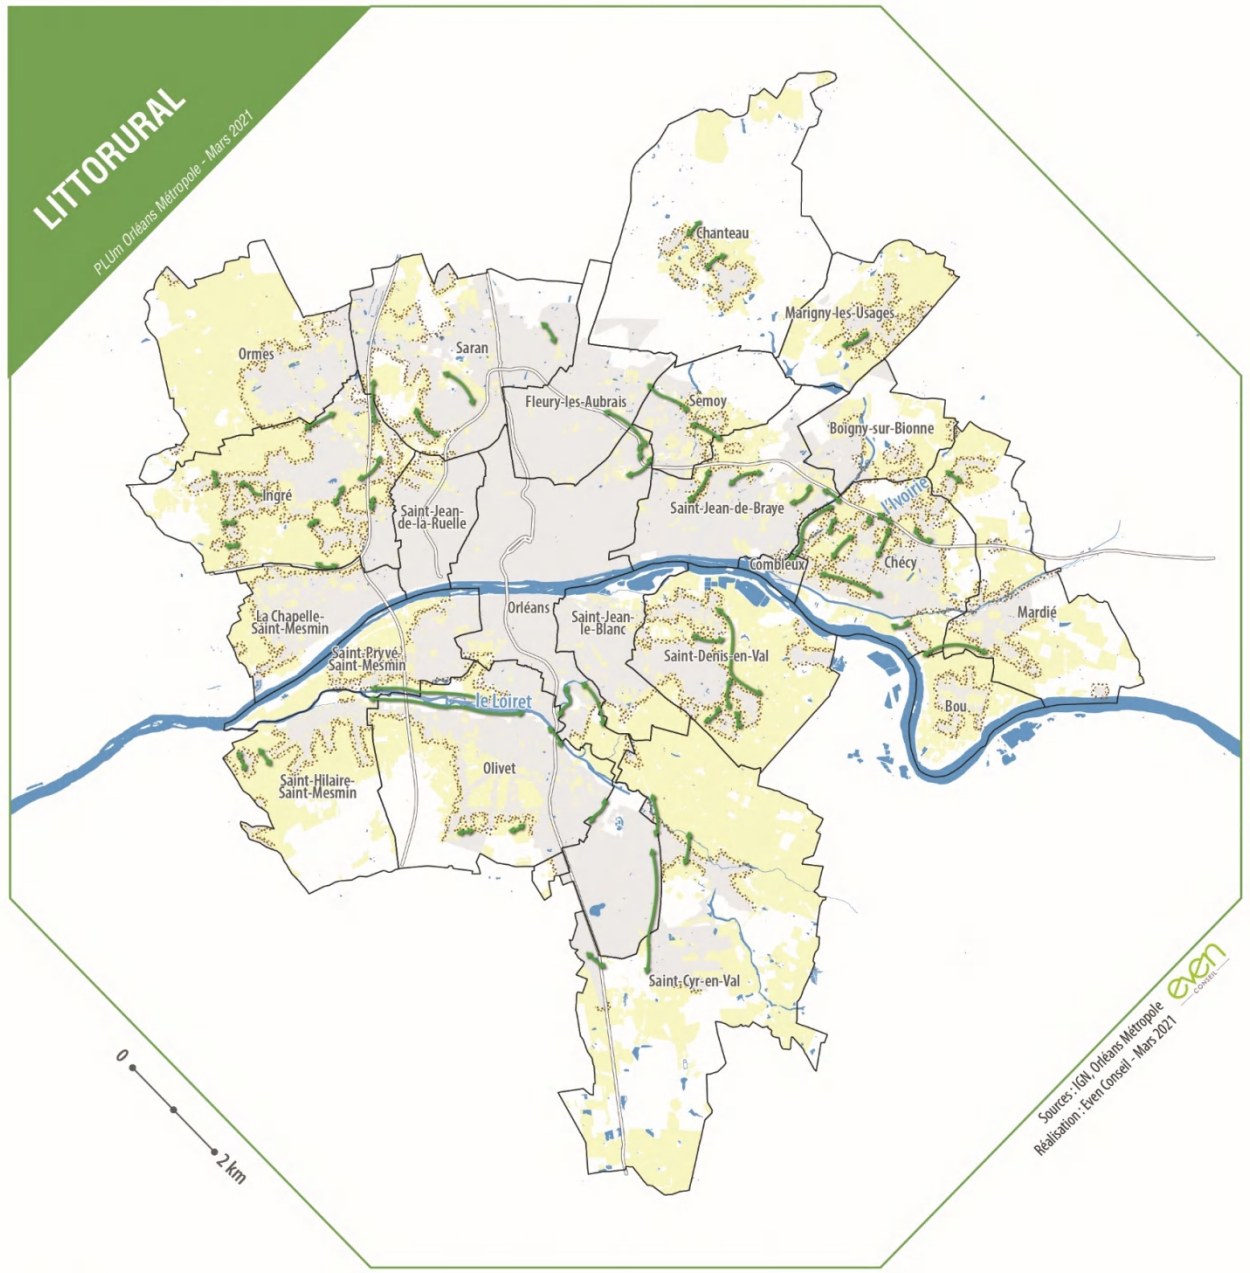 LITTORURAL
PLUm Orléans Métropole - Mars 2021
Chanteau
Marigny-les-Usages
Ormes
Saran
Fleury-les-Aubrais
Semoy
Boigny-sur-Bionne
Ingré
Saint-Jean-
de-la-Ruelle
Saint-Jean-de-Braye
l'Ivoirie
Combleux
Chécy
La Chapelle-
Saint-Mesmin
Orléans
Saint-Jean-
le-Blanc
Mardié
Saint-Pryvé-
Saint-Mesmin
Saint-Denis-en-Val
le Loiret
Bou
Saint-Hilaire-
Saint-Mesmin
Olivet
Saint-Cyr-en-Val
0
2 km
even
CONSEIL
Sources : IGN, Orléans Métropole
Réalisation : Even Conseil - Mars 2021